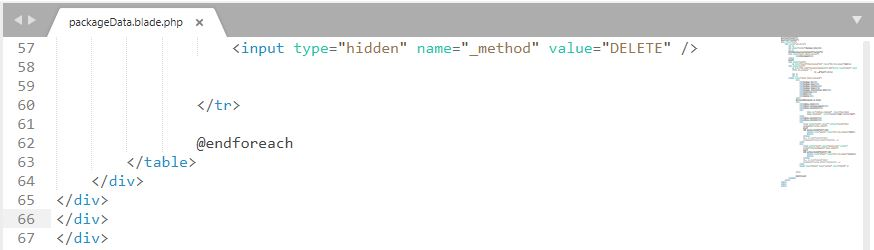 packageData.blade.php ×
57 <input type="hidden" name="_method" value="DELETE" />
58
59
60 </tr>
61
62 @endforeach
63 </table>
64 </div>
65 </div>
66 </div>
67 </div>